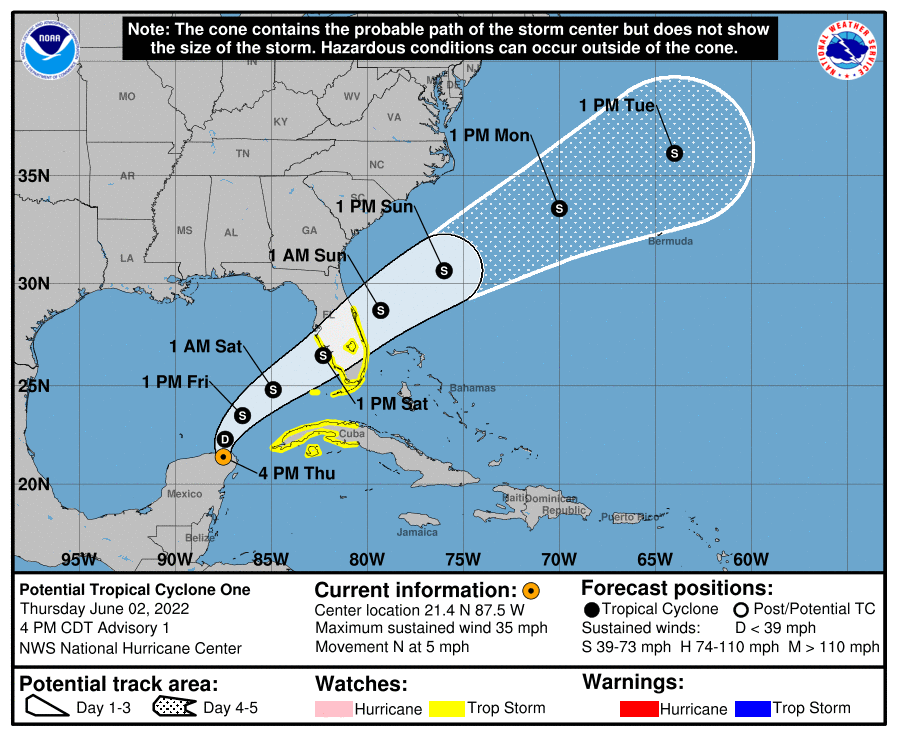 Note: The cone contains the probable path of the storm center but does not show
the size of the storm. Hazardous conditions can occur outside of the cone.
NOAA
NATIONAL WEATHER SERVICE
IN
MO
WV
MD
DE
NJ
KY
VA
TN
NC
AR
SC
MS
AL
GA
LA
FL
35N
30N
25N
20N
95W
90W
85W
80W
75W
70W
65W
60W
1 PM Tue
1 PM Mon
1 PM Sun
1 AM Sun
1 AM Sat
1 PM Fri
1 PM Sat
4 PM Thu
S
S
S
S
S
S
S
D
Bermuda
Bahamas
Cuba
Mexico
Belize
Haiti
Dominican
Republic
Puerto Rico
Jamaica
Potential Tropical Cyclone One
Thursday June 02, 2022
4 PM CDT Advisory 1
NWS National Hurricane Center
Current information:
Center location 21.4 N 87.5 W
Maximum sustained wind 35 mph
Movement N at 5 mph
Forecast positions:
Tropical Cyclone Post/Potential TC
Sustained winds: D < 39 mph
S 39-73 mph H 74-110 mph M > 110 mph
Potential track area:
Day 1-3 Day 4-5
Watches:
Hurricane Trop Storm
Warnings:
Hurricane Trop Storm